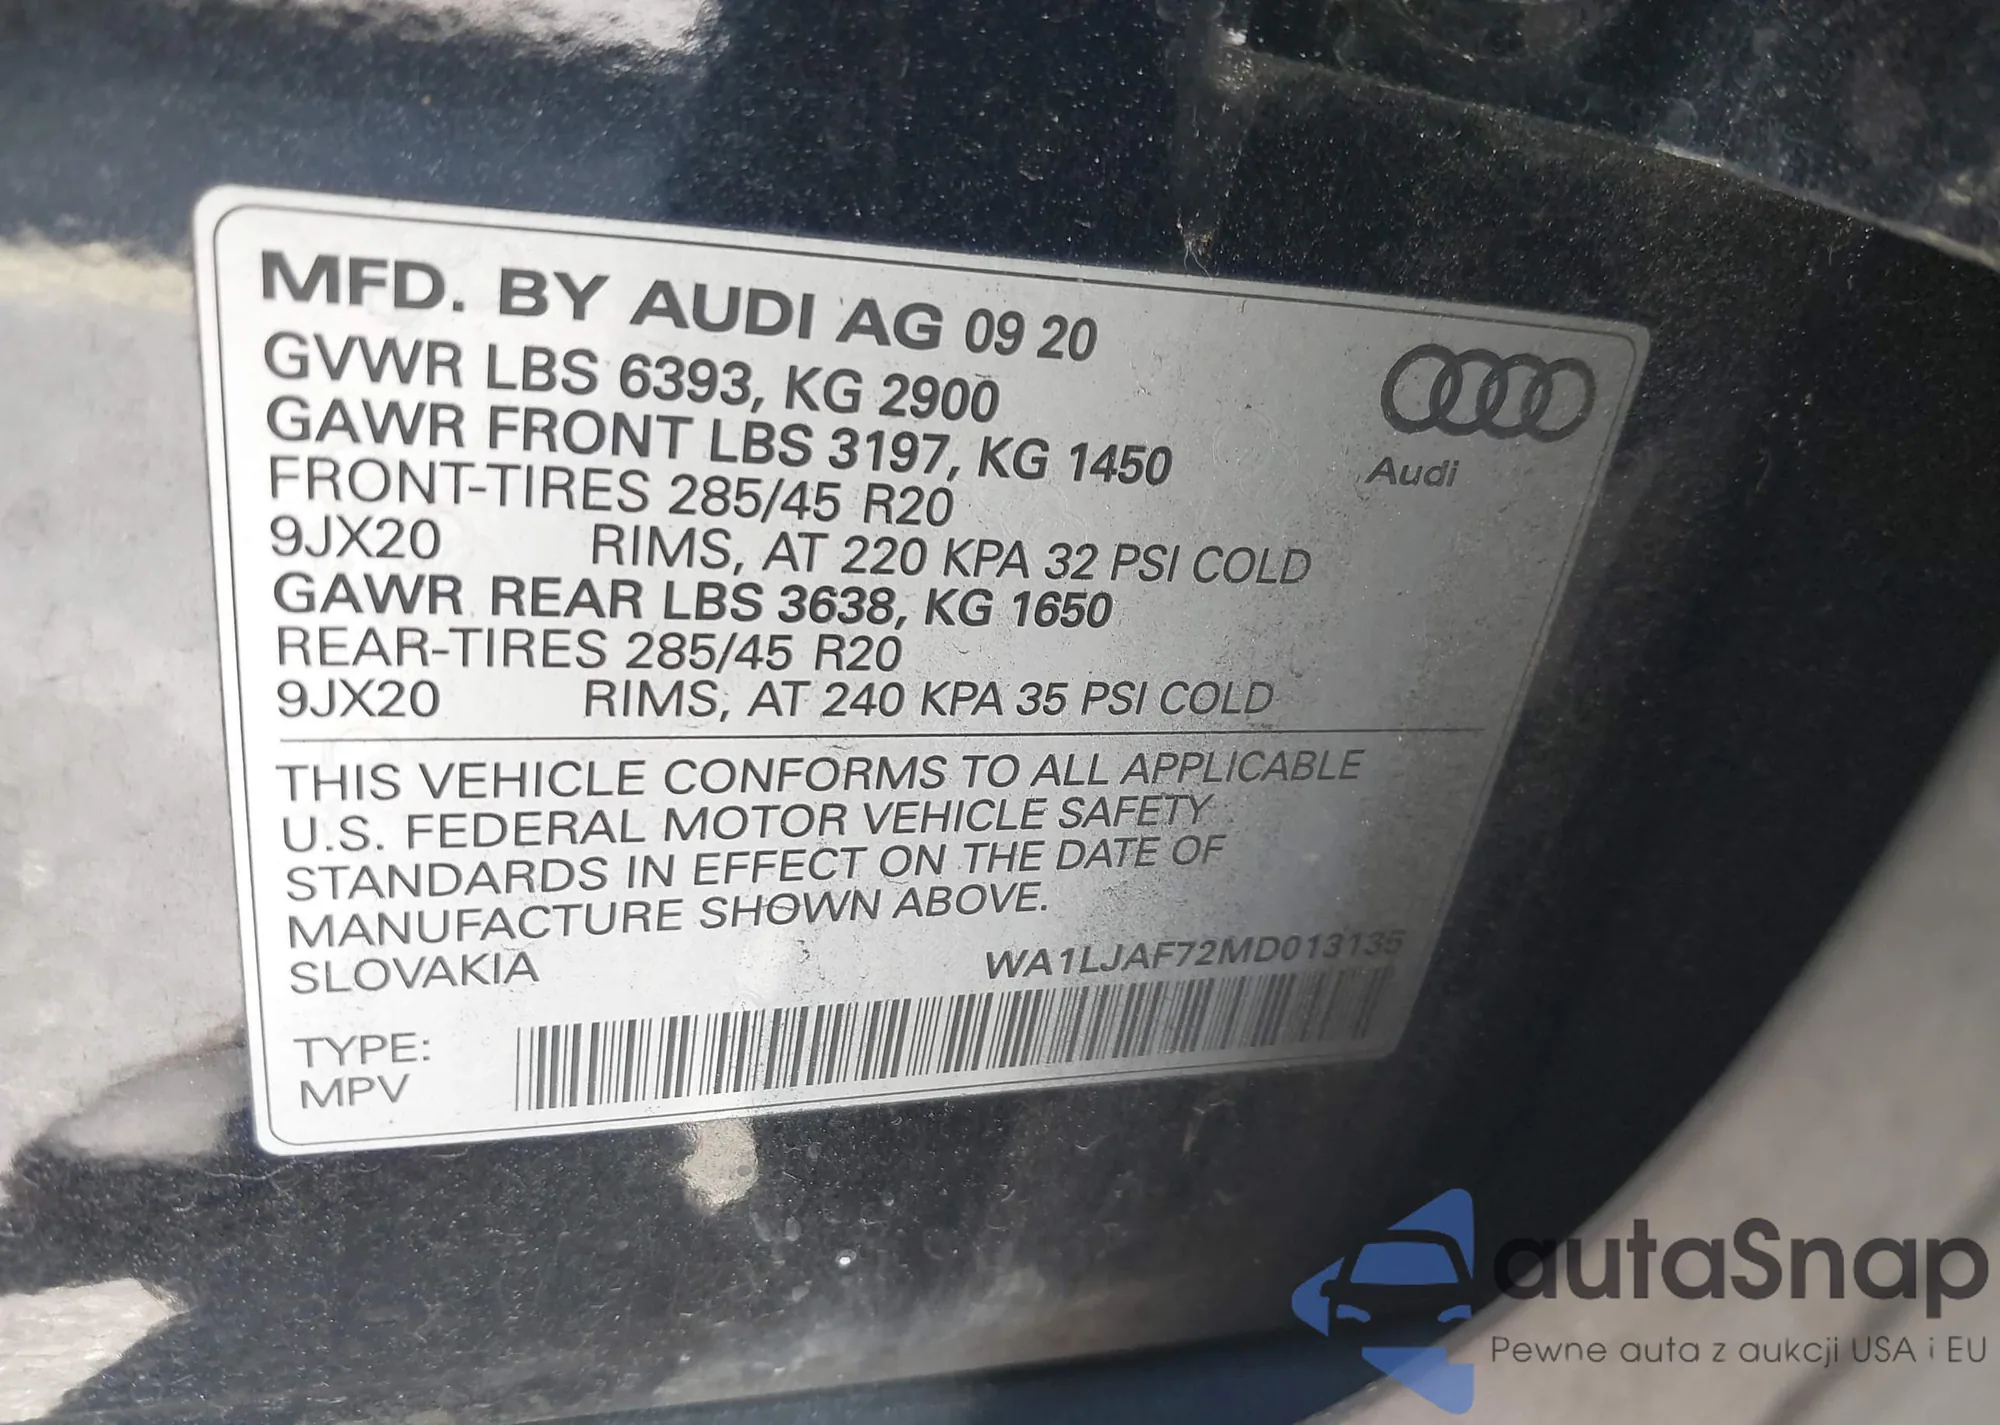 MFD. BY AUDI AG 09 20
GVWR LBS 6393, KG 2900
GAWR FRONT LBS 3197, KG 1450
FRONT-TIRES 285/45 R20
9JX20 RIMS, AT 220 KPA 32 PSI COLD
GAWR REAR LBS 3638, KG 1650
REAR-TIRES 285/45 R20
9JX20 RIMS, AT 240 KPA 35 PSI COLD
Audi
THIS VEHICLE CONFORMS TO ALL APPLICABLE
U.S. FEDERAL MOTOR VEHICLE SAFETY
STANDARDS IN EFFECT ON THE DATE OF
MANUFACTURE SHOWN ABOVE.
SLOVAKIA WA1LJAF72MD013135
TYPE:
MPV
autaSnap
Pewne auta z aukcji USA i EU